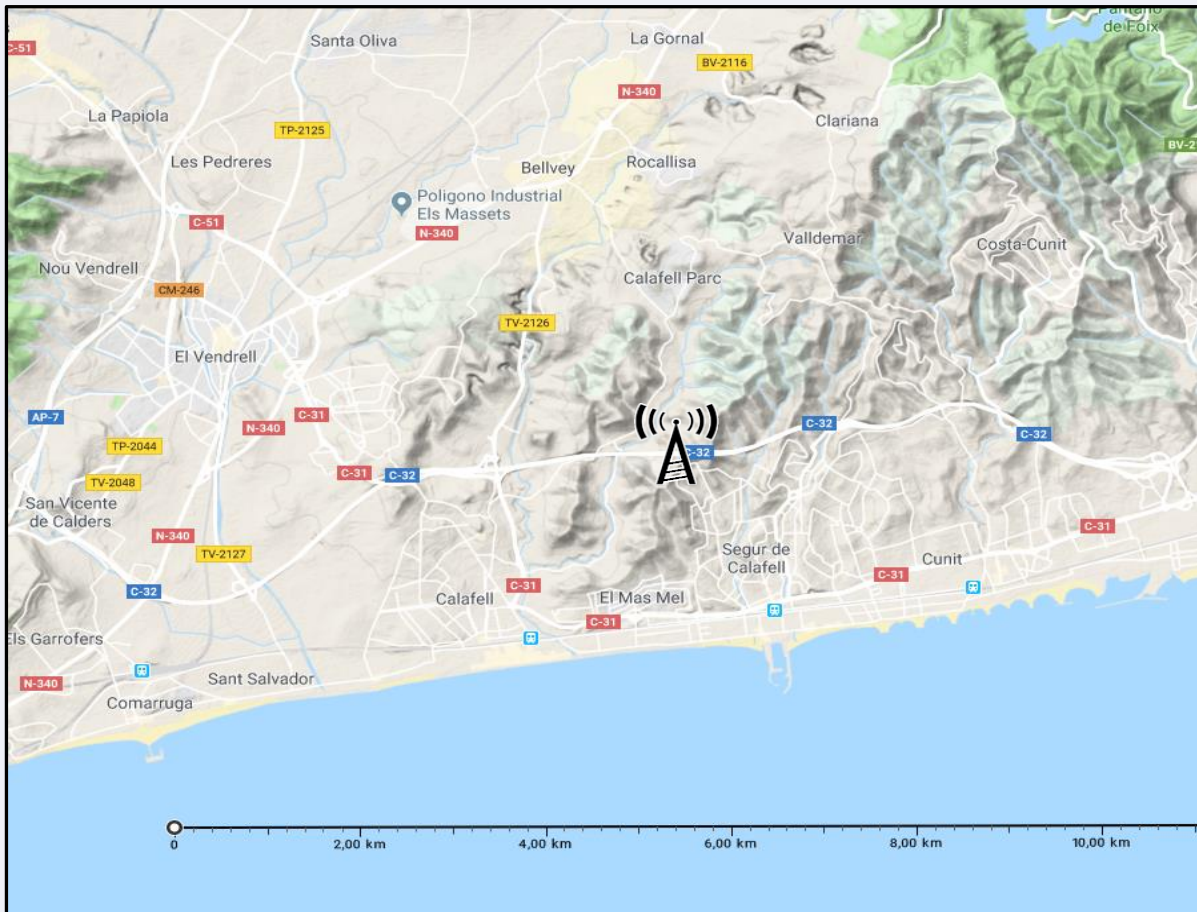 Pantano
de Foix
C-51
Santa Oliva
La Gornal
BV-2116
N-340
La Papiola
TP-2125
Clariana
BV-21
Les Pedreres
Bellvey
Rocallisa
Poligono Industrial
Els Massets
C-51
N-340
Valldemar
Costa-Cunit
Nou Vendrell
CM-246
Calafell Parc
TV-2126
El Vendrell
AP-7
C-31
N-340
C-32
C-32
TP-2044
C-32
C-31
C-32
TV-2048
San Vicente
de Calders
N-340
C-31
TV-2127
Segur de
Calafell
Cunit
C-31
C-31
C-32
Calafell
El Mas Mel
C-31
Els Garrofers
N-340
Sant Salvador
Comarruga
0
2,00 km
4,00 km
6,00 km
8,00 km
10,00 km